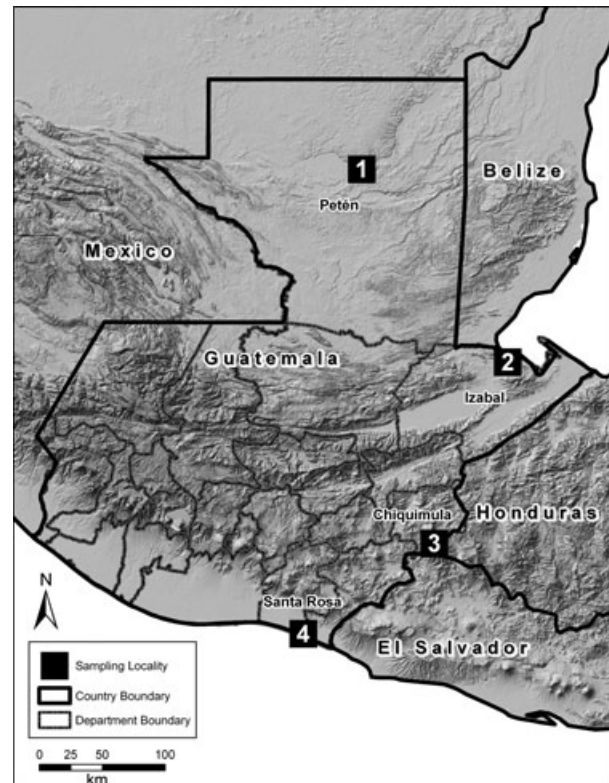 1
Belize
Petén
Mexico
Guatemala
2
Izabal
Chiquimula
Honduras
3
N
Santa Rosa
4
El Salvador
Sampling Locality
Country Boundary
Department Boundary
0 25 50 100
km